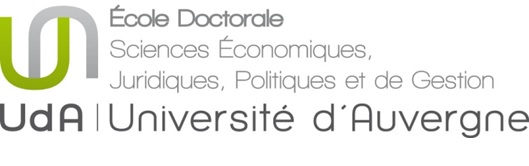 École Doctorale
Sciences Économiques,
Juridiques, Politiques et de Gestion
UdA | Université d'Auvergne